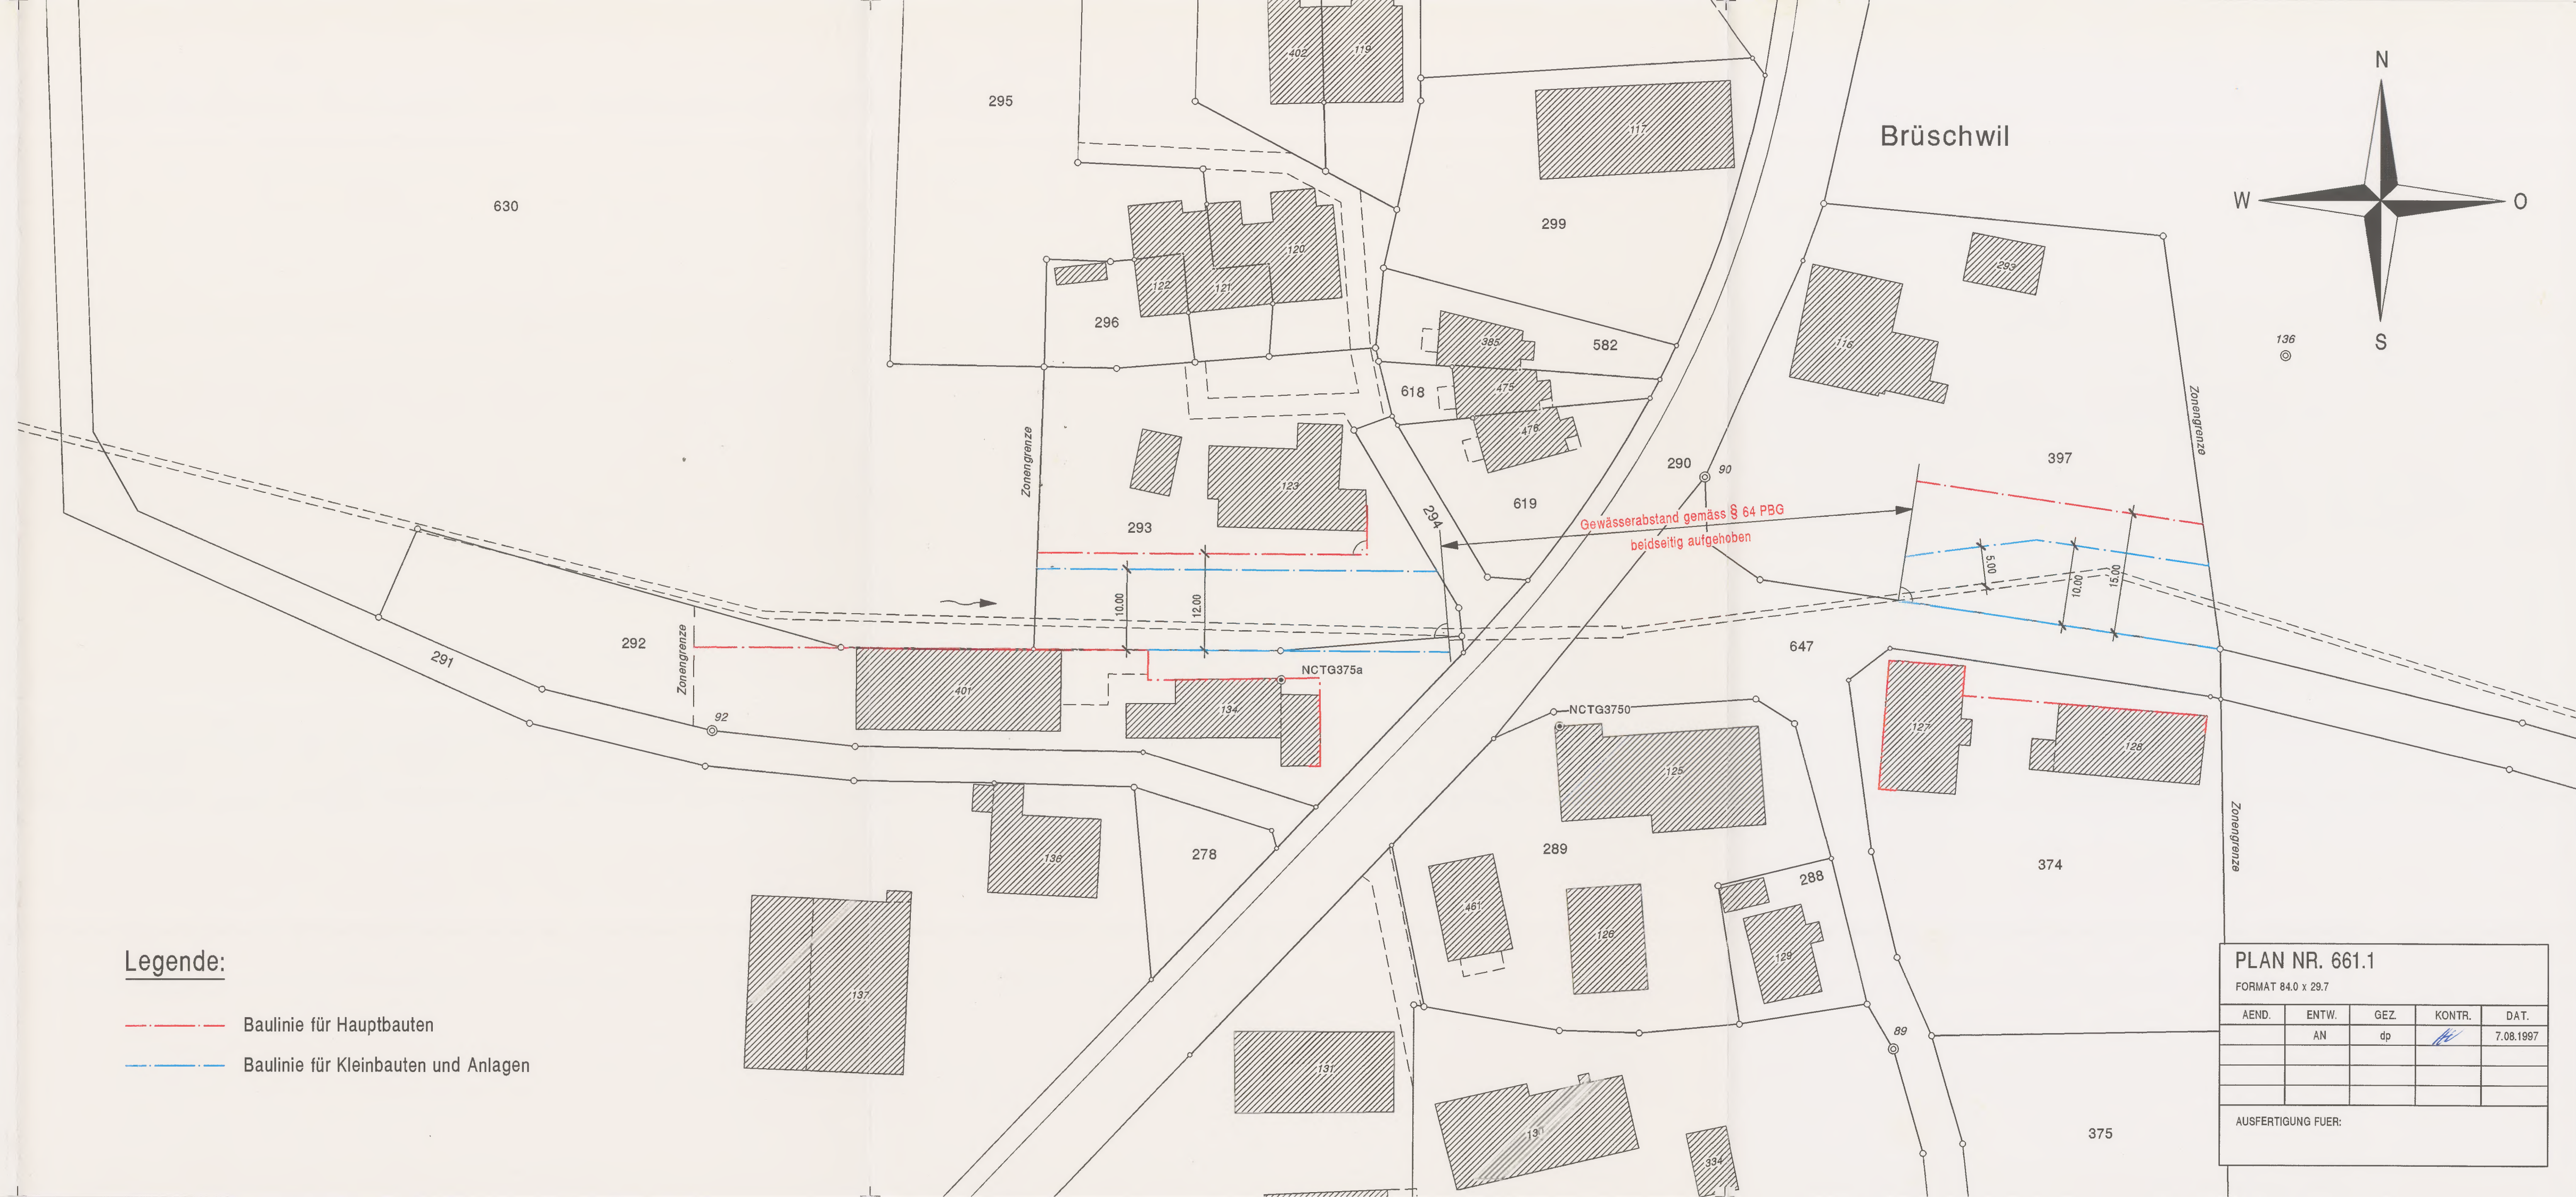 402
119
295
117
Brüschwil
N
W
O
S
630
299
120
122
121
296
293
116
136
385
582
475
618
476
Zonengrenze
123
293
294
619
290
90
397
Zonengrenze
Gewässerabstand gemäss § 64 PBG
beidseitig aufgehoben
10.00
12.00
5.00
10.00
15.00
292
291
Zonengrenze
92
401
134
NCTG375a
647
NCTG3750
127
128
125
136
278
289
288
374
Zonengrenze
461
126
129
137
89
131
334
375
Legende:
Baulinie für Hauptbauten
Baulinie für Kleinbauten und Anlagen
PLAN NR. 661.1
FORMAT 84.0 x 29.7
AEND. ENTW. GEZ. KONTR. DAT.
AN dp 7.08.1997
AUSFERTIGUNG FUER: